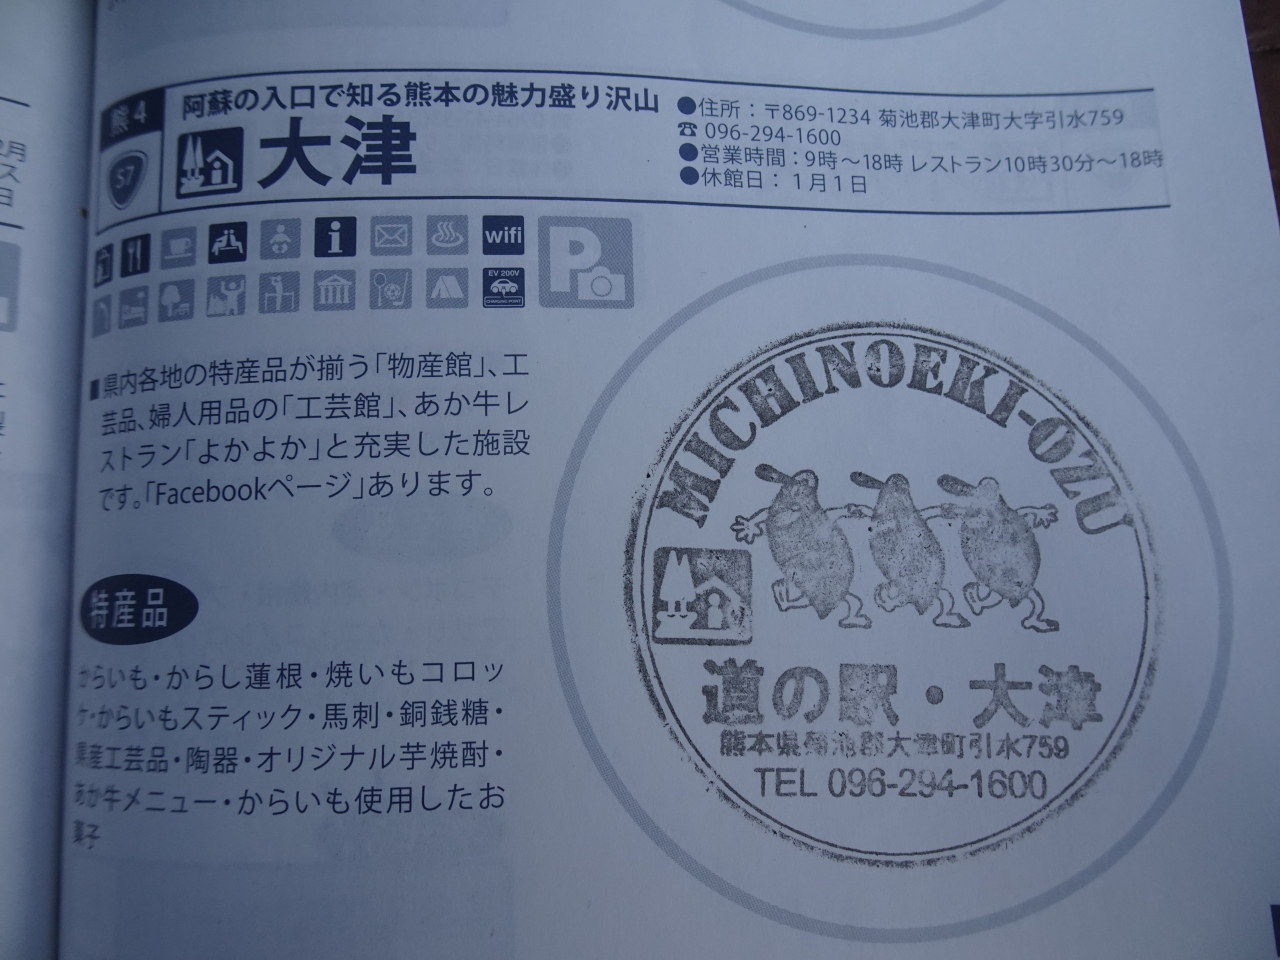 2月
ス
日
熊4
57
阿蘇の入口で知る熊本の魅力盛り沢山
大津
●住所：〒869-1234 菊池郡大津町大字引水759
☎ 096-294-1600
●営業時間：9時〜18時 レストラン10時30分〜18時
●休館日：1月1日
i
wifi
P
EV 200V
CHARGING POINT
■県内各地の特産品が揃う「物産館」、工
芸品、婦人用品の「工芸館」、あか牛レ
ストラン「よかよか」と充実した施設
です。「Facebookページ」あります。
特産品
からいも・からし蓮根・焼いもコロッ
ケ・からいもスティック・馬刺・銅銭糖・
県産工芸品・陶器・オリジナル芋焼酎・
あか牛メニュー・からいも使用したお
菓子
MICHINOEKI-OZU
道の駅・大津
熊本県菊池郡大津町引水759
TEL 096-294-1600